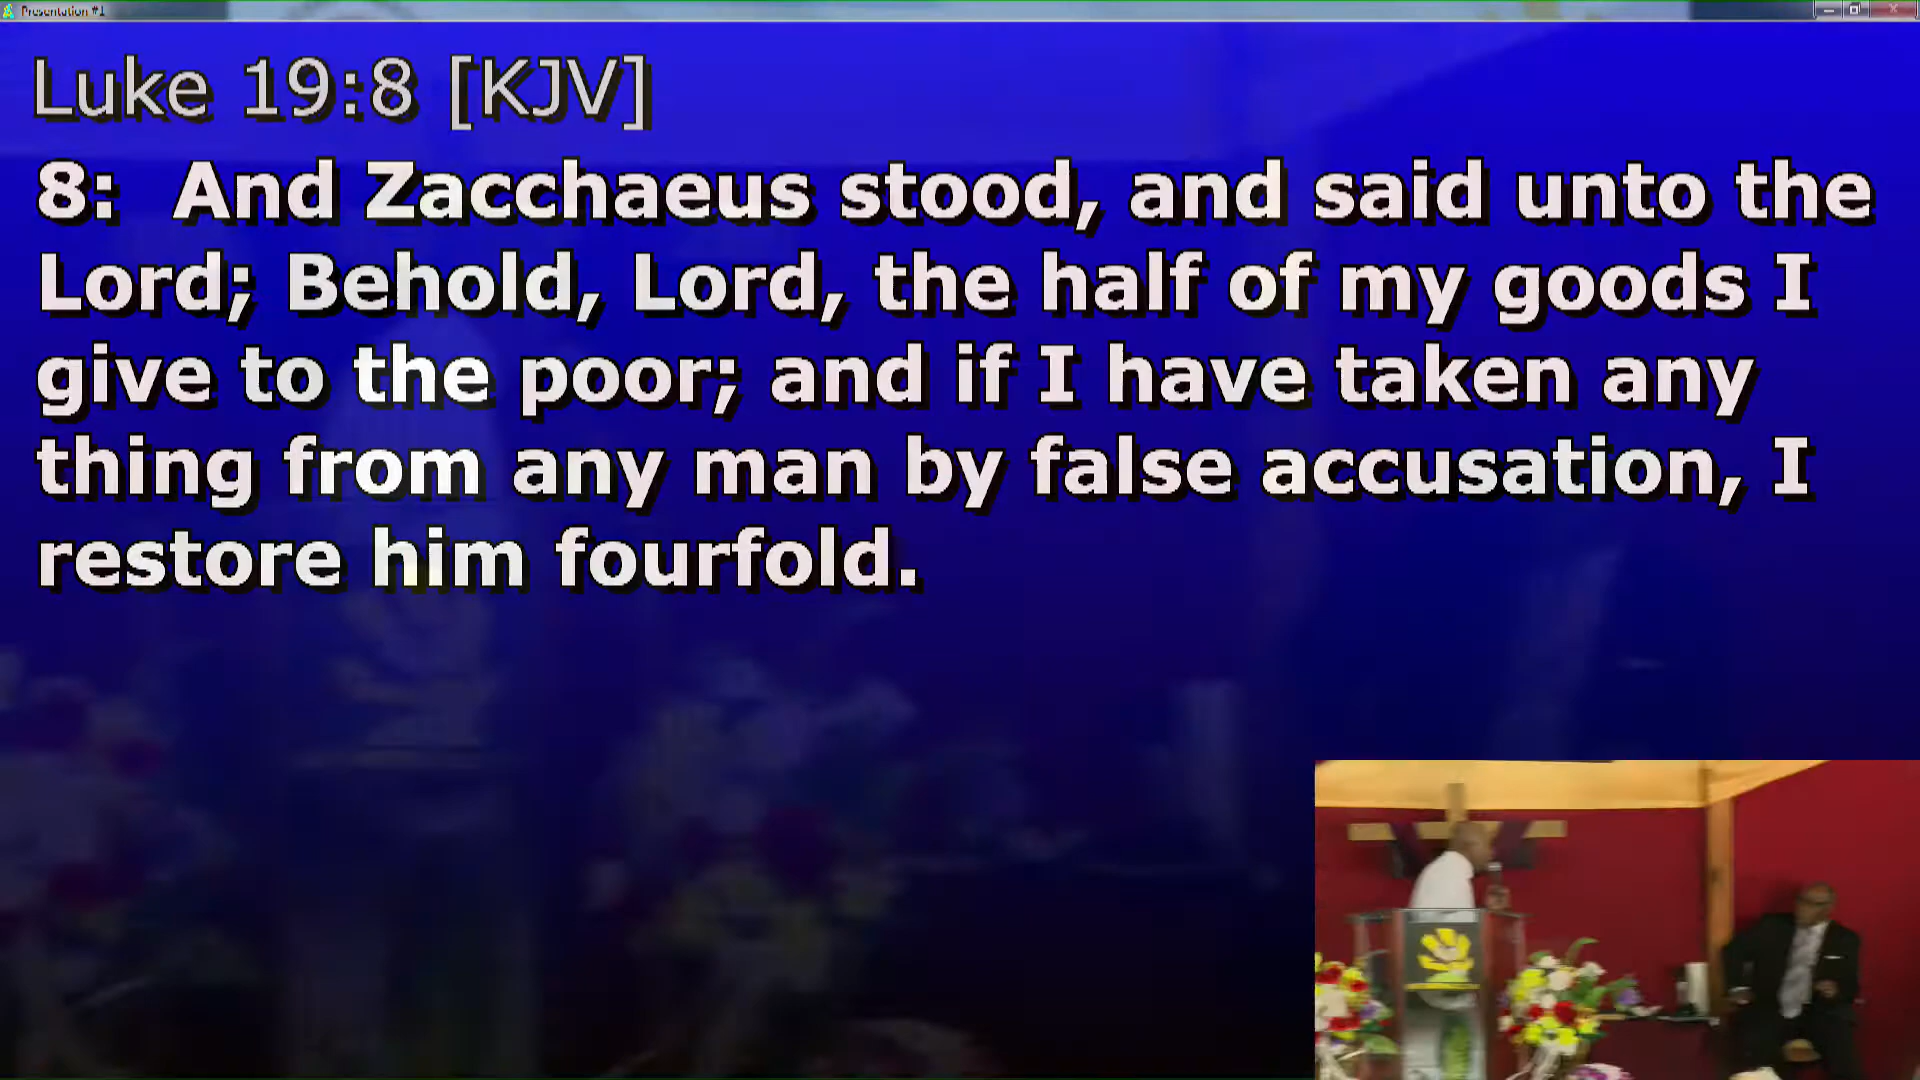 Presentation #1
Luke 19:8 [KJV]
8: And Zacchaeus stood, and said unto the
Lord; Behold, Lord, the half of my goods I
give to the poor; and if I have taken any
thing from any man by false accusation, I
restore him fourfold.